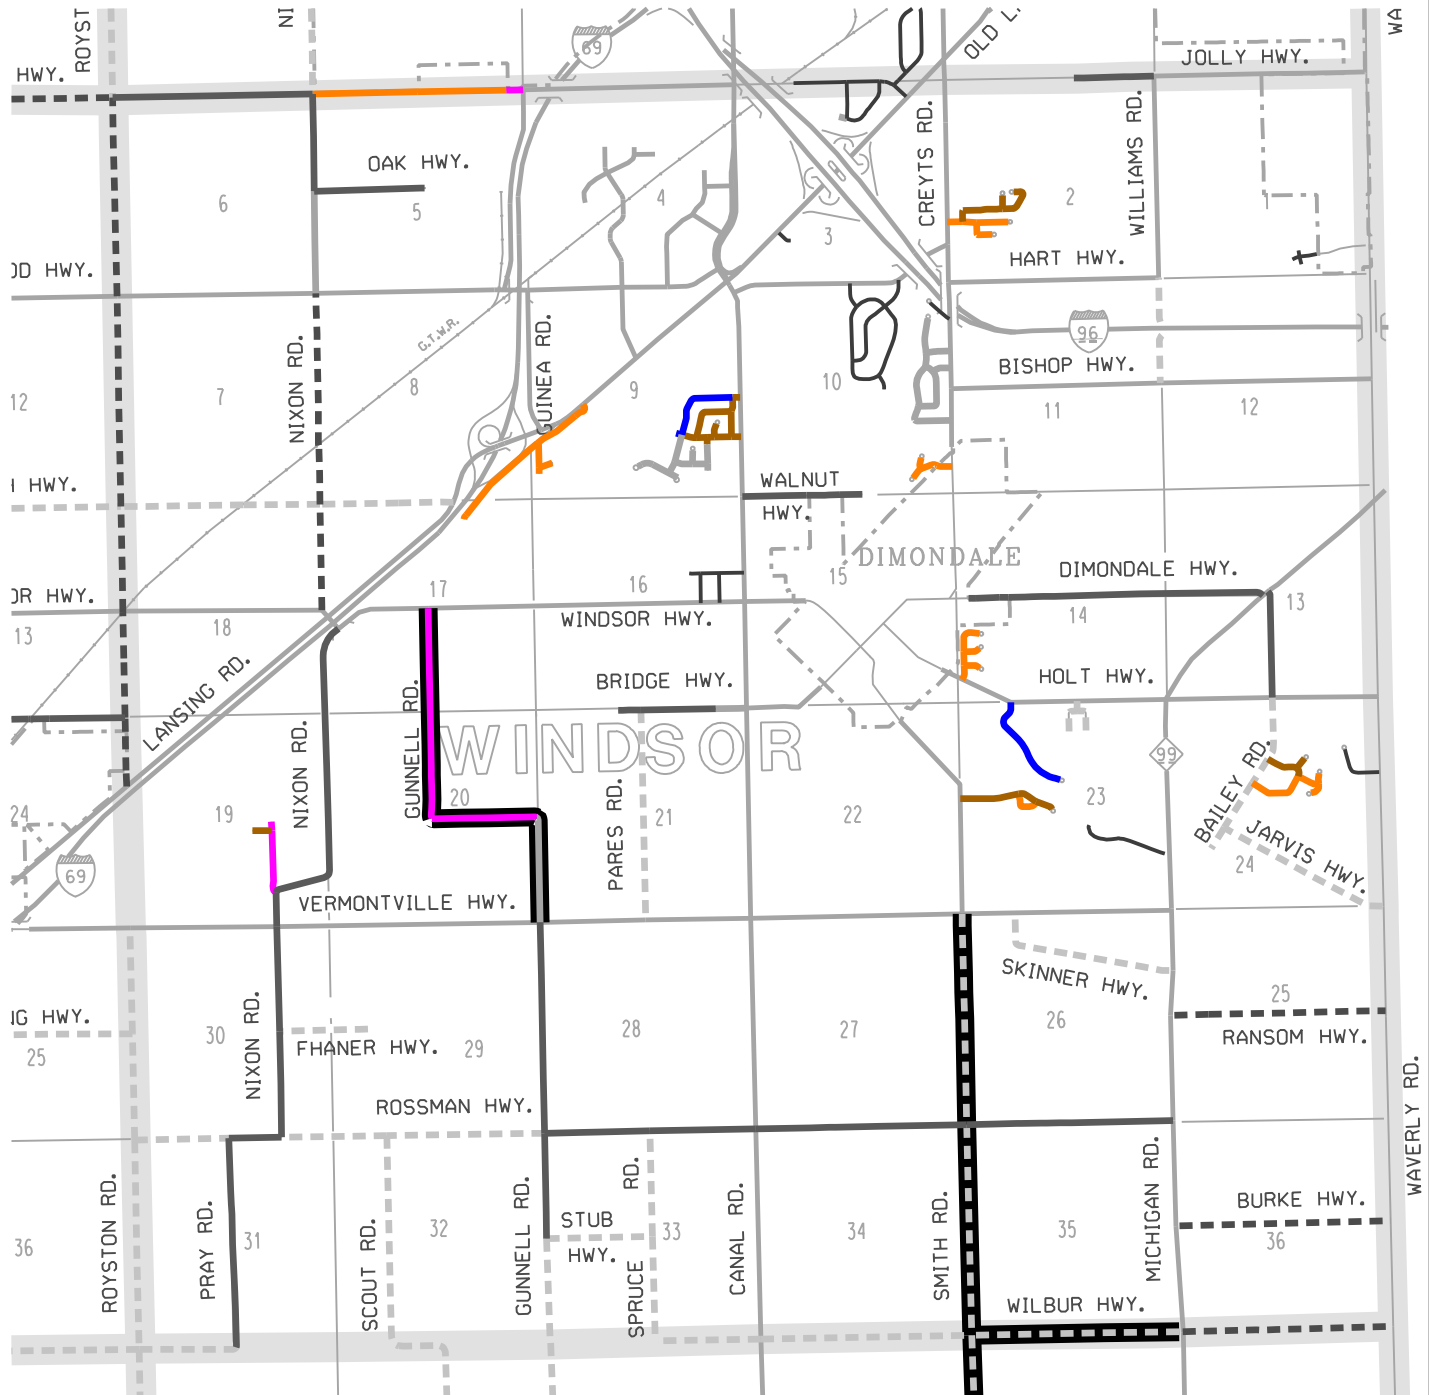 ROYST
NI
69
OLD L
WA
HWY.
JOLLY HWY.
OAK HWY.
CREYTS RD.
WILLIAMS RD.
6
5
4
3
2
HART HWY.
OD HWY.
G.T.W.R.
NIXON RD.
GUINEA RD.
96
BISHOP HWY.
12
7
8
9
10
11
12
HWY.
WALNUT
HWY.
DIMONDALE
DIMONDALE HWY.
OR HWY.
17
16
15
14
13
13
18
WINDSOR HWY.
LANSING RD.
BRIDGE HWY.
HOLT HWY.
GUNNELL RD.
NIXON RD.
WINDSOR
99
BAILEY RD.
PARES RD.
24
19
20
21
22
23
24
JARVIS HWY.
69
VERMONTVILLE HWY.
SKINNER HWY.
NIXON RD.
NG HWY.
25
30
FHANER HWY.
29
28
27
26
25
RANSOM HWY.
ROSSMAN HWY.
WAVERLY RD.
ROYSTON RD.
PRAY RD.
SCOUT RD.
GUNNELL RD.
STUB
HWY.
SPRUCE RD.
CANAL RD.
SMITH RD.
MICHIGAN RD.
BURKE HWY.
36
31
32
33
34
35
36
WILBUR HWY.